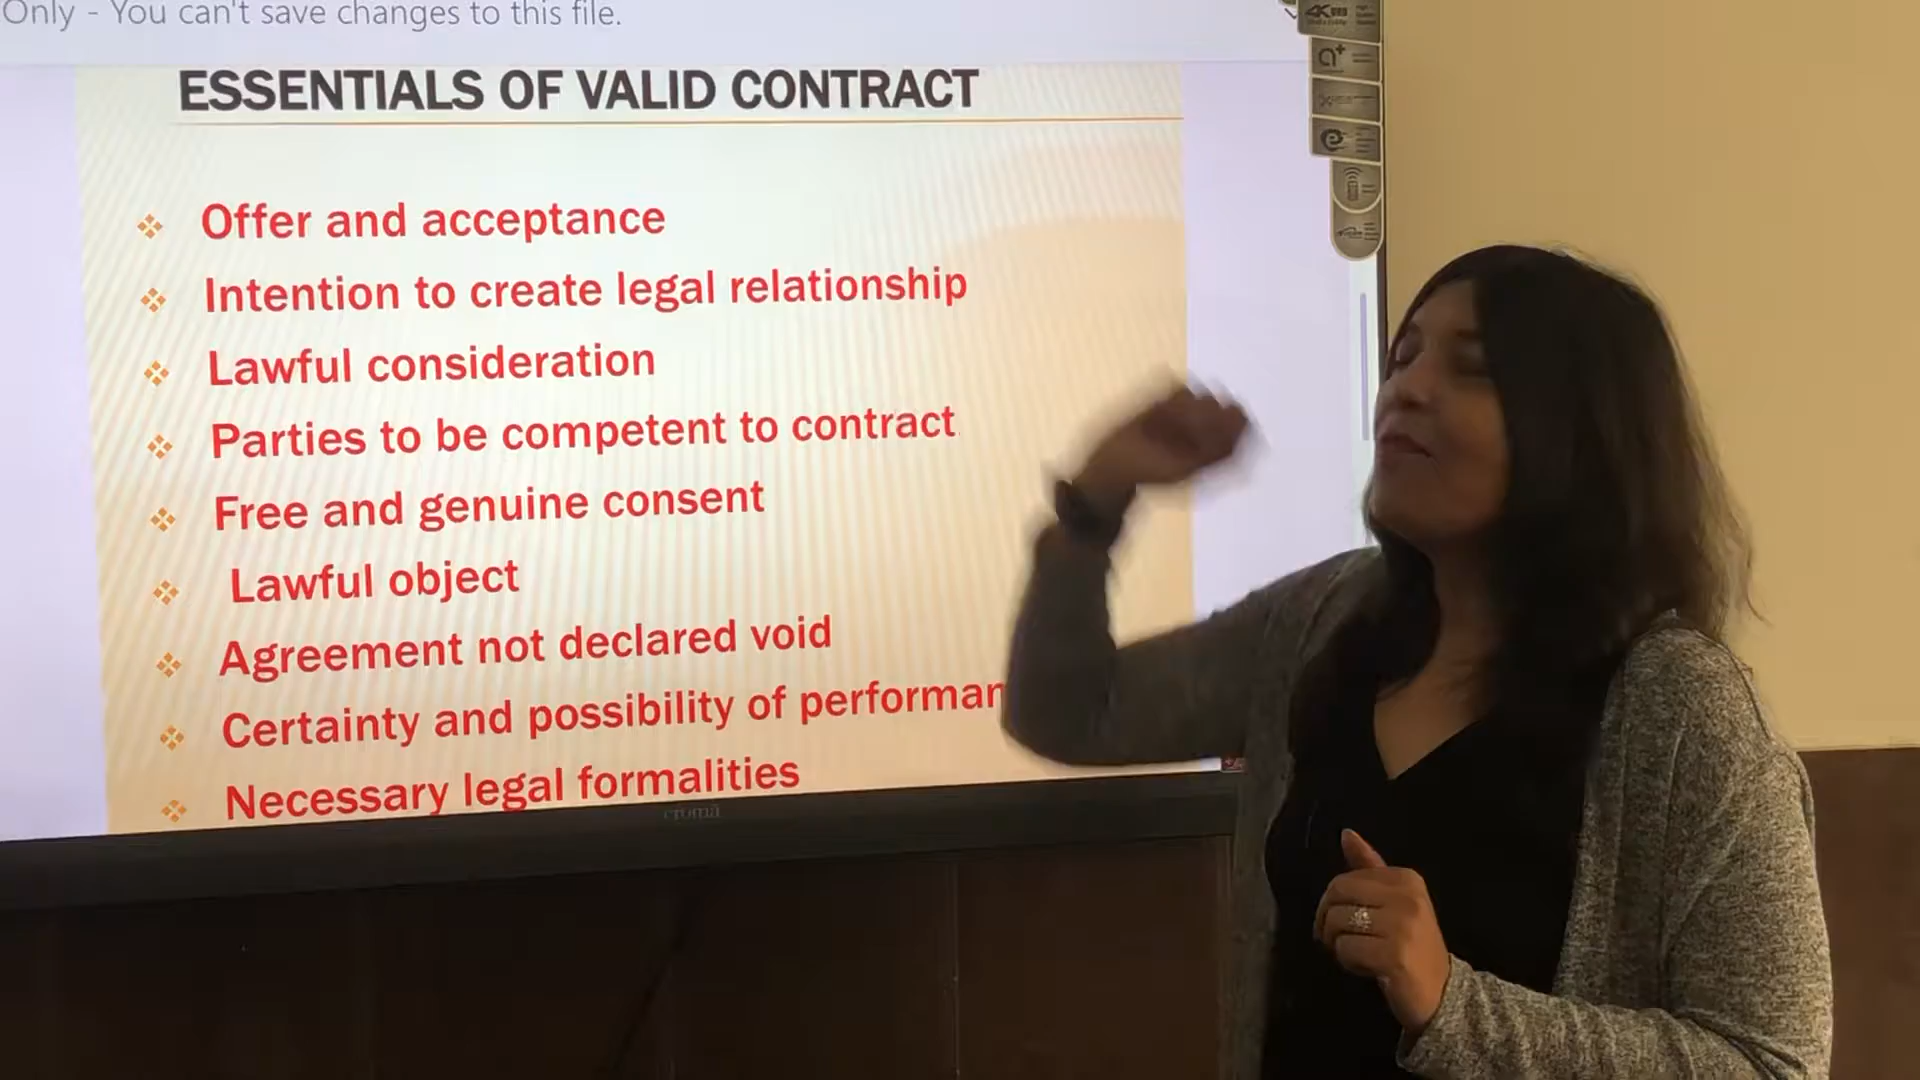 Only - You can't save changes to this file.
ESSENTIALS OF VALID CONTRACT
Offer and acceptance
Intention to create legal relationship
Lawful consideration
Parties to be competent to contract
Free and genuine consent
Lawful object
Agreement not declared void
Certainty and possibility of performan
Necessary legal formalities
croma
4K
a+
e